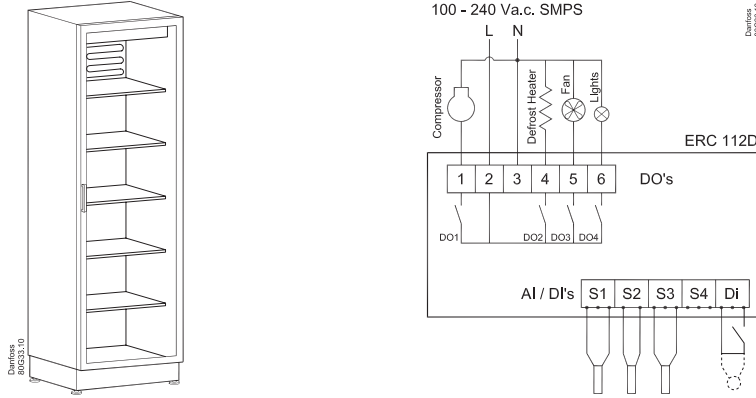 100 - 240 Va.c. SMPS
L N
Compressor
Defrost Heater
Fan
Lights
ERC 112D
1 2 3 4 5 6 DO's
DO1 DO2 DO3 DO4
AI / DI's S1 S2 S3 S4 Di
Danfoss
80G33.10
Danfoss